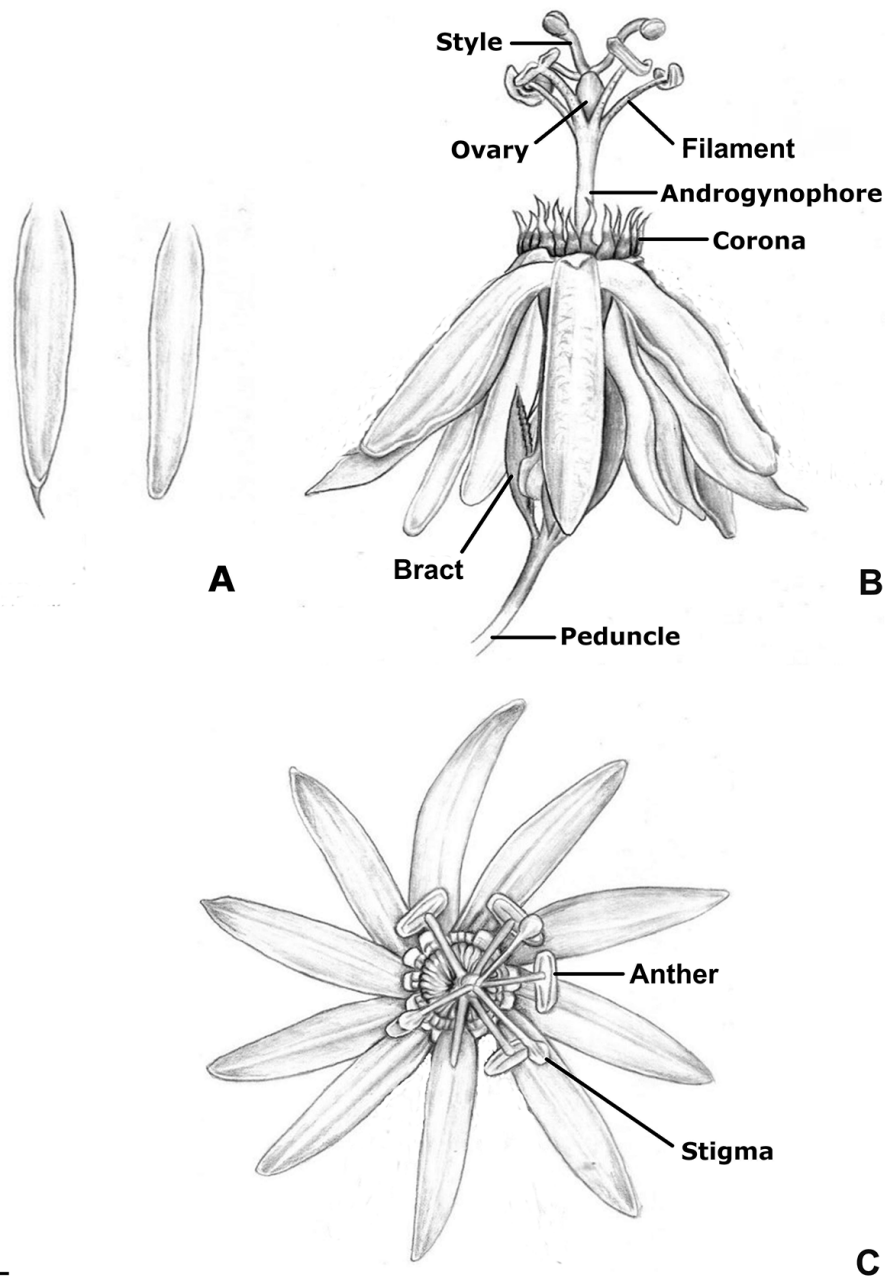 Style
Ovary
Filament
Androgynophore
Corona
Bract
A
B
Peduncle
Anther
Stigma
C